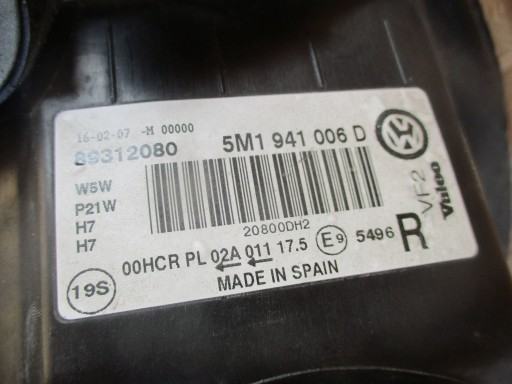 16-02-07 -M 00000
89312080 5M1 941 006 D
W5W
P21W
H7
H7
20800DH2
00HCR PL 02A 011 17.5 E9 5496 R
VF2
Valeo
19S
MADE IN SPAIN